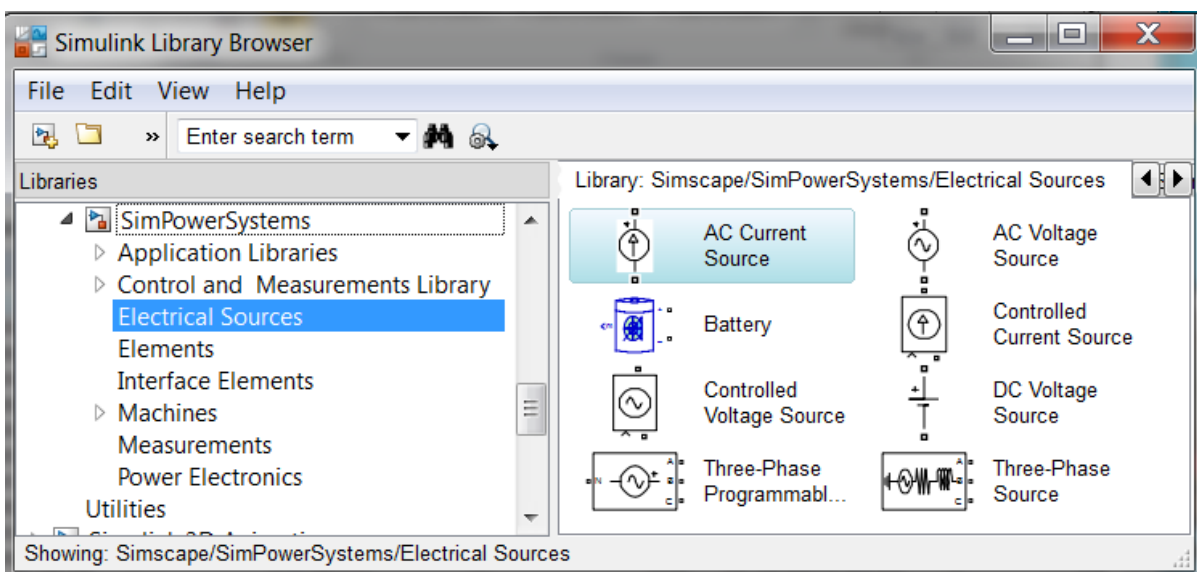 Simulink Library Browser
File Edit View Help
» Enter search term
Libraries
Library: Simscape/SimPowerSystems/Electrical Sources
SimPowerSystems
Application Libraries
Control and Measurements Library
Electrical Sources
Elements
Interface Elements
Machines
Measurements
Power Electronics
Utilities
AC Current
Source
AC Voltage
Source
Battery
Controlled
Current Source
Controlled
Voltage Source
DC Voltage
Source
Three-Phase
Programmabl...
Three-Phase
Source
Showing: Simscape/SimPowerSystems/Electrical Sources